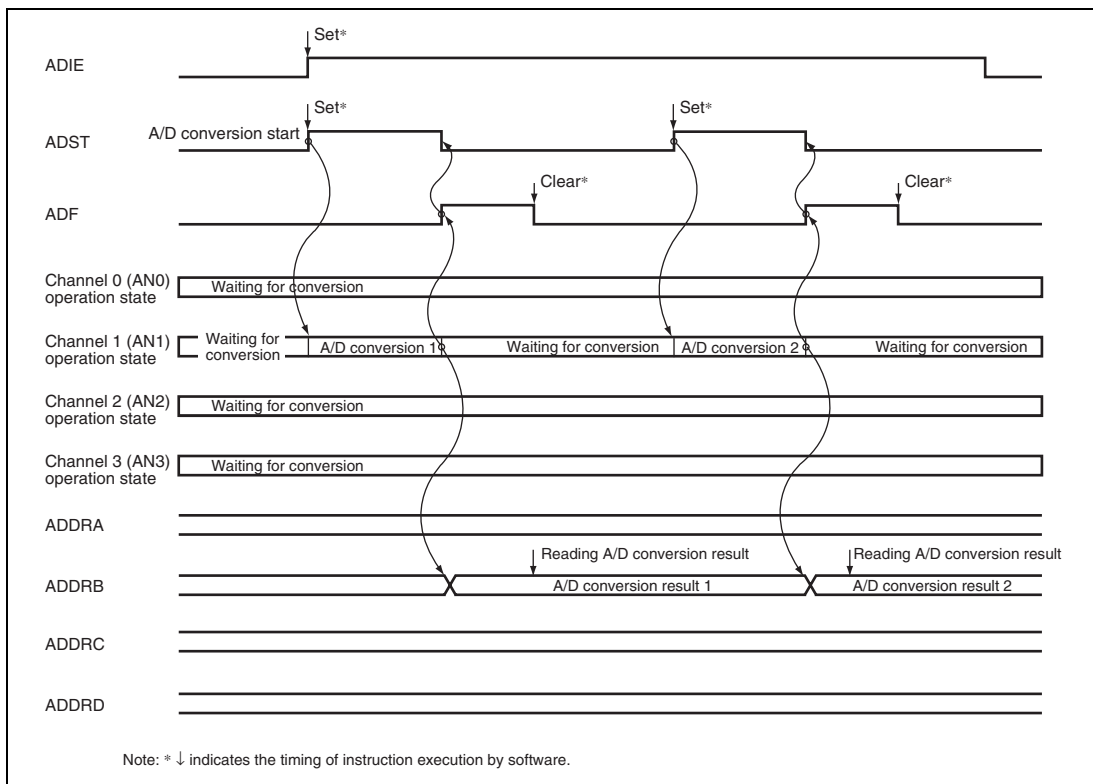 Set*
ADIE
Set*
Set*
A/D conversion start
ADST
Clear*
Clear*
ADF
Channel 0 (AN0)
operation state
Waiting for conversion
Channel 1 (AN1)
operation state
Waiting for
conversion
A/D conversion 1
Waiting for conversion
A/D conversion 2
Waiting for conversion
Channel 2 (AN2)
operation state
Waiting for conversion
Channel 3 (AN3)
operation state
Waiting for conversion
ADDRA
Reading A/D conversion result
Reading A/D conversion result
ADDRB
A/D conversion result 1
A/D conversion result 2
ADDRC
ADDRD
Note: * ↓ indicates the timing of instruction execution by software.